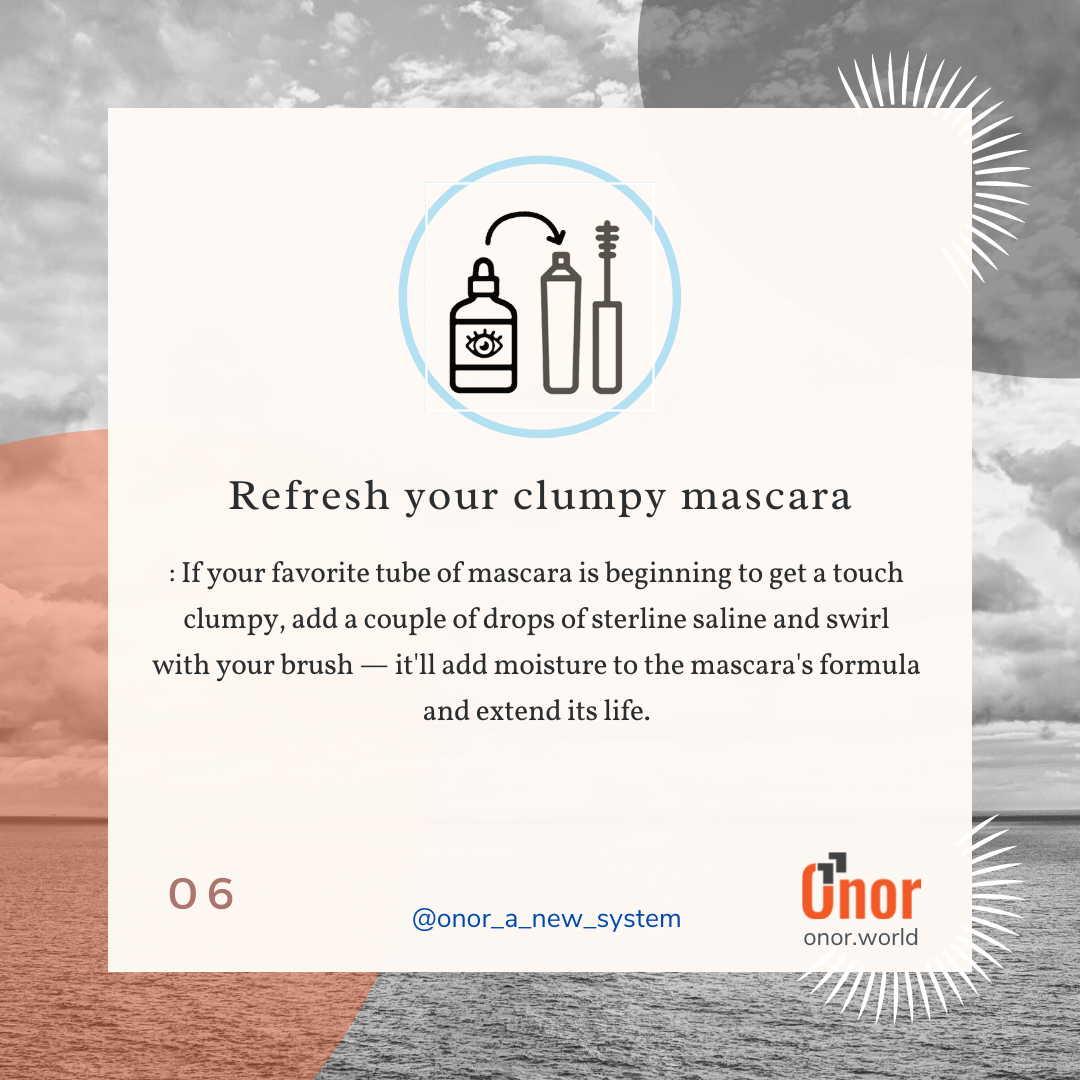 Refresh your clumpy mascara
: If your favorite tube of mascara is beginning to get a touch
clumpy, add a couple of drops of sterline saline and swirl
with your brush — it'll add moisture to the mascara's formula
and extend its life.
06
@onor_a_new_system
Onor
onor.world